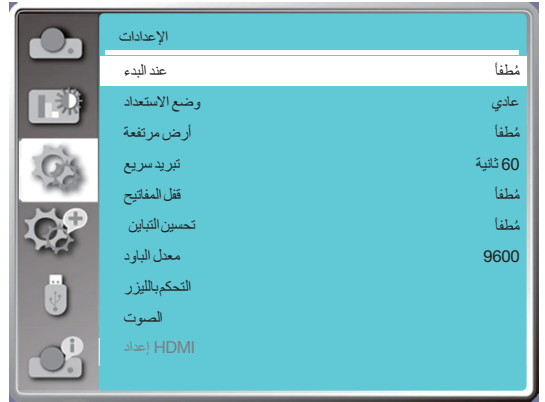 الإعدادات
عند البدء مُطفأ
وضع الاستعداد عادي
أرض مرتفعة مُطفأ
تبريد سريع 60 ثانية
قفل المفاتيح مُطفأ
تحسين التباين مُطفأ
معدل الباود 9600
التحكم بالليزر
الصوت
إعداد HDMI